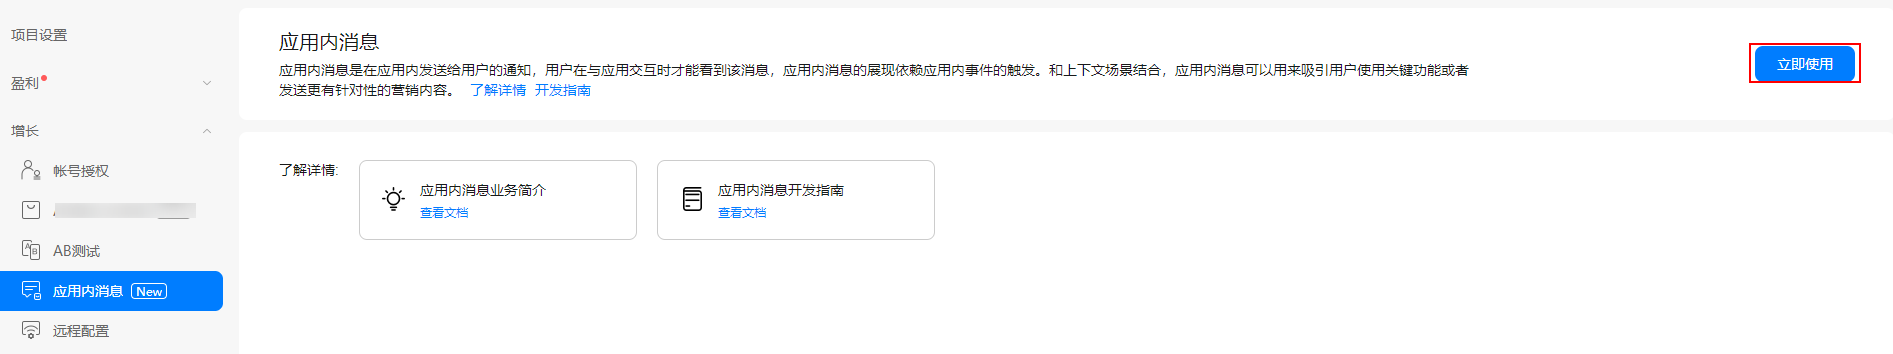 项目设置
盈利
增长
帐号授权
AB测试
应用内消息 New
远程配置
应用内消息
应用内消息是在应用内发送给用户的通知，用户在与应用交互时才能看到该消息，应用内消息的展现依赖应用内事件的触发。和上下文场景结合，应用内消息可以用来吸引用户使用关键功能或者
发送更有针对性的营销内容。 了解详情 开发指南
立即使用
了解详情:
应用内消息业务简介
查看文档
应用内消息开发指南
查看文档